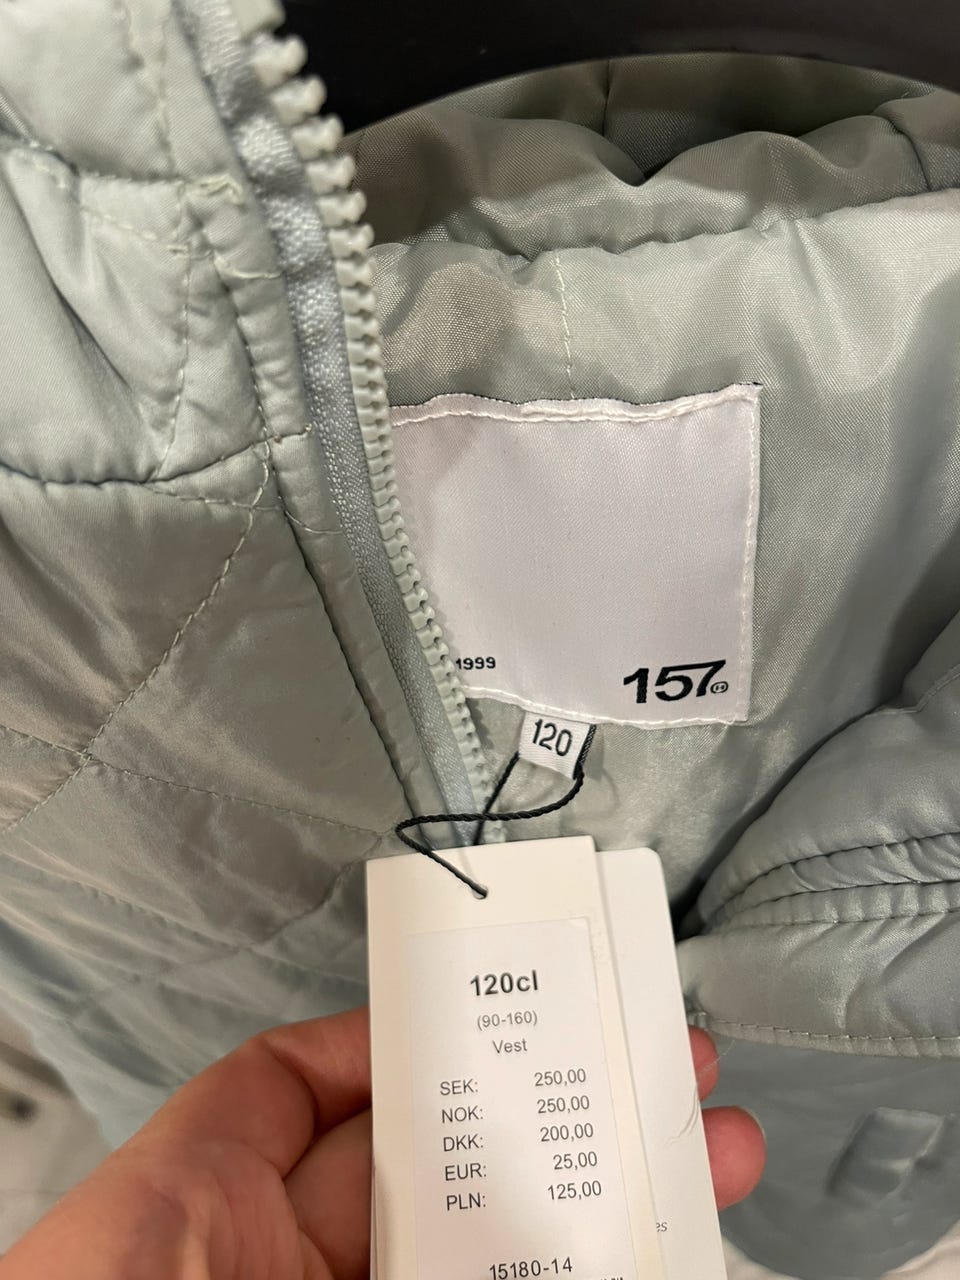 1999
157
120
120cl
(90-160)
Vest
SEK: 250,00
NOK: 250,00
DKK: 200,00
EUR: 25,00
PLN: 125,00
15180-14